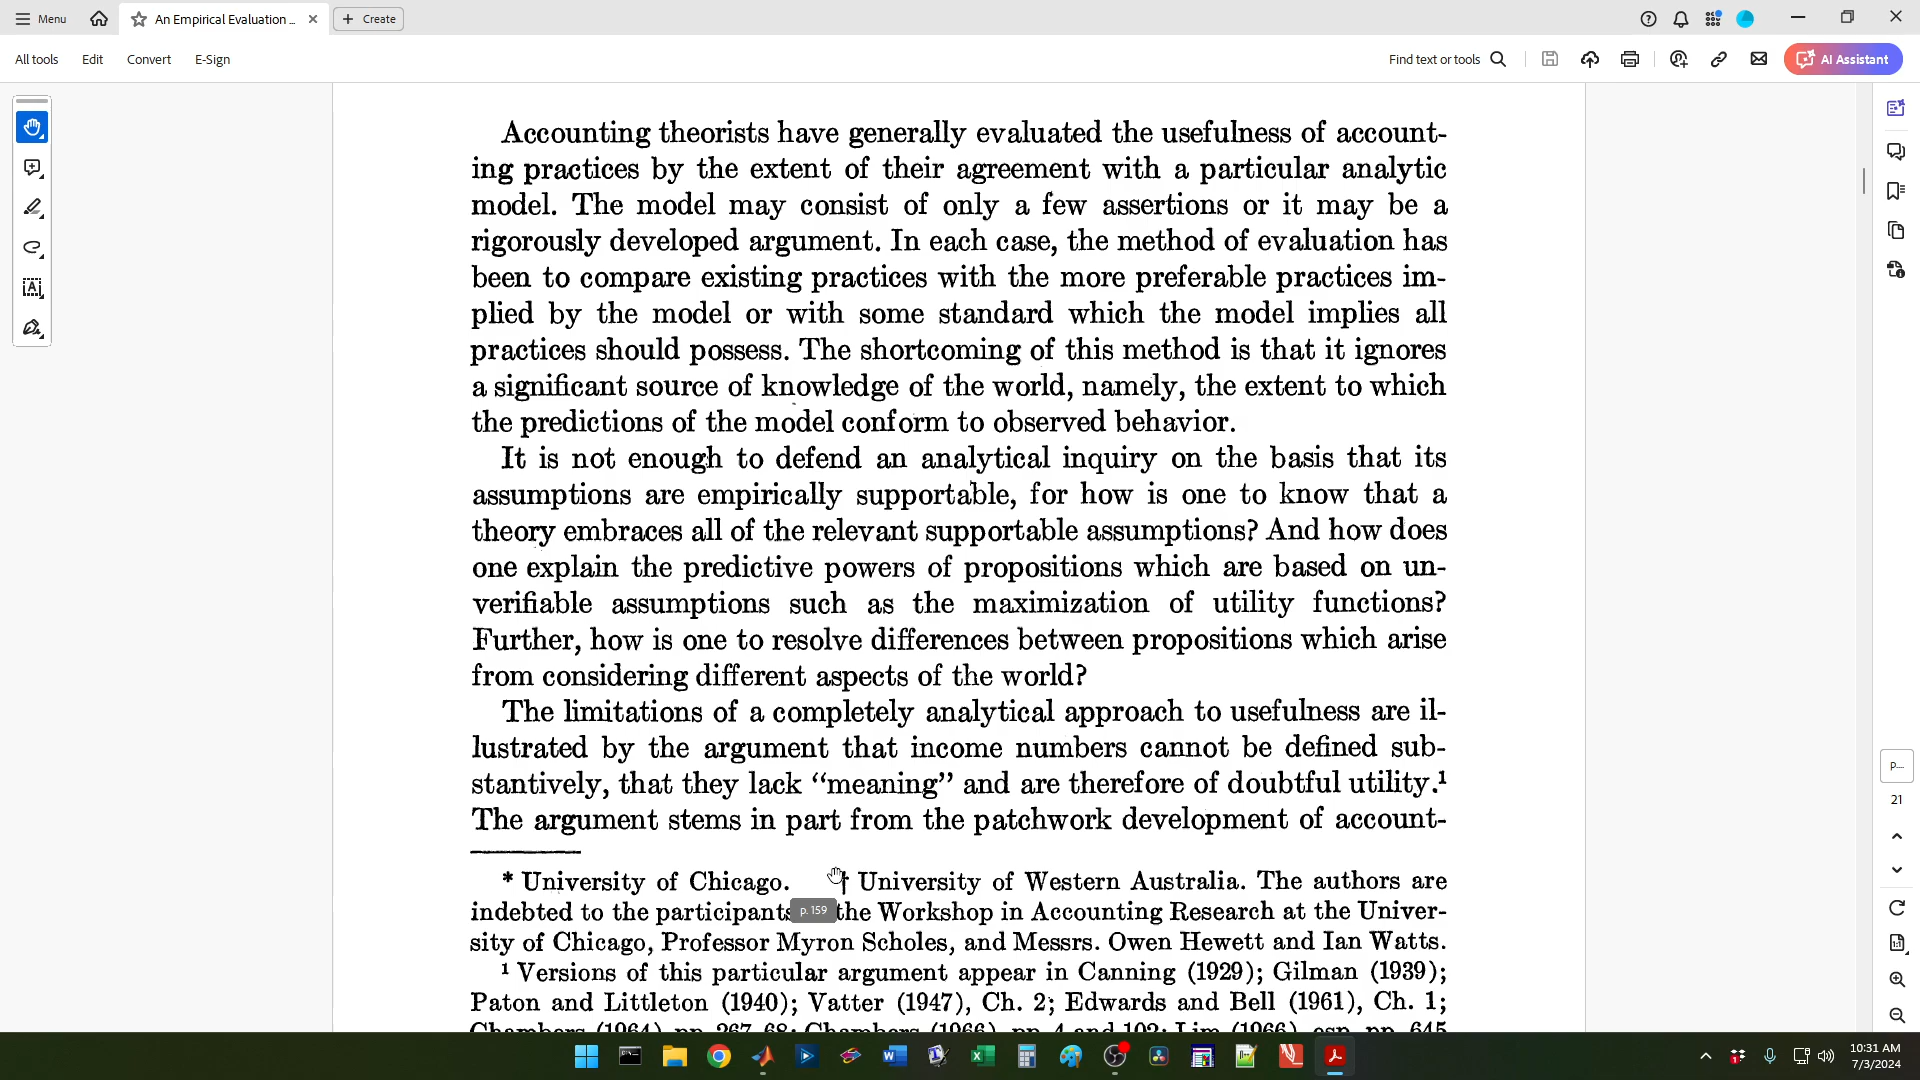 Menu
An Empirical Evaluation ...
Create
All tools
Edit
Convert
E-Sign
Find text or tools
AI Assistant
Accounting theorists have generally evaluated the usefulness of account-
ing practices by the extent of their agreement with a particular analytic
model. The model may consist of only a few assertions or it may be a
rigorously developed argument. In each case, the method of evaluation has
been to compare existing practices with the more preferable practices im-
plied by the model or with some standard which the model implies all
practices should possess. The shortcoming of this method is that it ignores
a significant source of knowledge of the world, namely, the extent to which
the predictions of the model conform to observed behavior.
It is not enough to defend an analytical inquiry on the basis that its
assumptions are empirically supportable, for how is one to know that a
theory embraces all of the relevant supportable assumptions? And how does
one explain the predictive powers of propositions which are based on un-
verifiable assumptions such as the maximization of utility functions?
Further, how is one to resolve differences between propositions which arise
from considering different aspects of the world?
The limitations of a completely analytical approach to usefulness are il-
lustrated by the argument that income numbers cannot be defined sub-
stantively, that they lack “meaning” and are therefore of doubtful utility.¹
The argument stems in part from the patchwork development of account-
* University of Chicago. † University of Western Australia. The authors are
indebted to the participants the Workshop in Accounting Research at the Univer-
p. 159
sity of Chicago, Professor Myron Scholes, and Messrs. Owen Hewett and Ian Watts.
¹ Versions of this particular argument appear in Canning (1929); Gilman (1939);
Paton and Littleton (1940); Vatter (1947), Ch. 2; Edwards and Bell (1961), Ch. 1;
Chambers (1964), pp. 267-68; Chambers (1966), pp. 4 and 102; Lim (1966), esp. pp. 645
P...
21
10:31 AM
7/3/2024